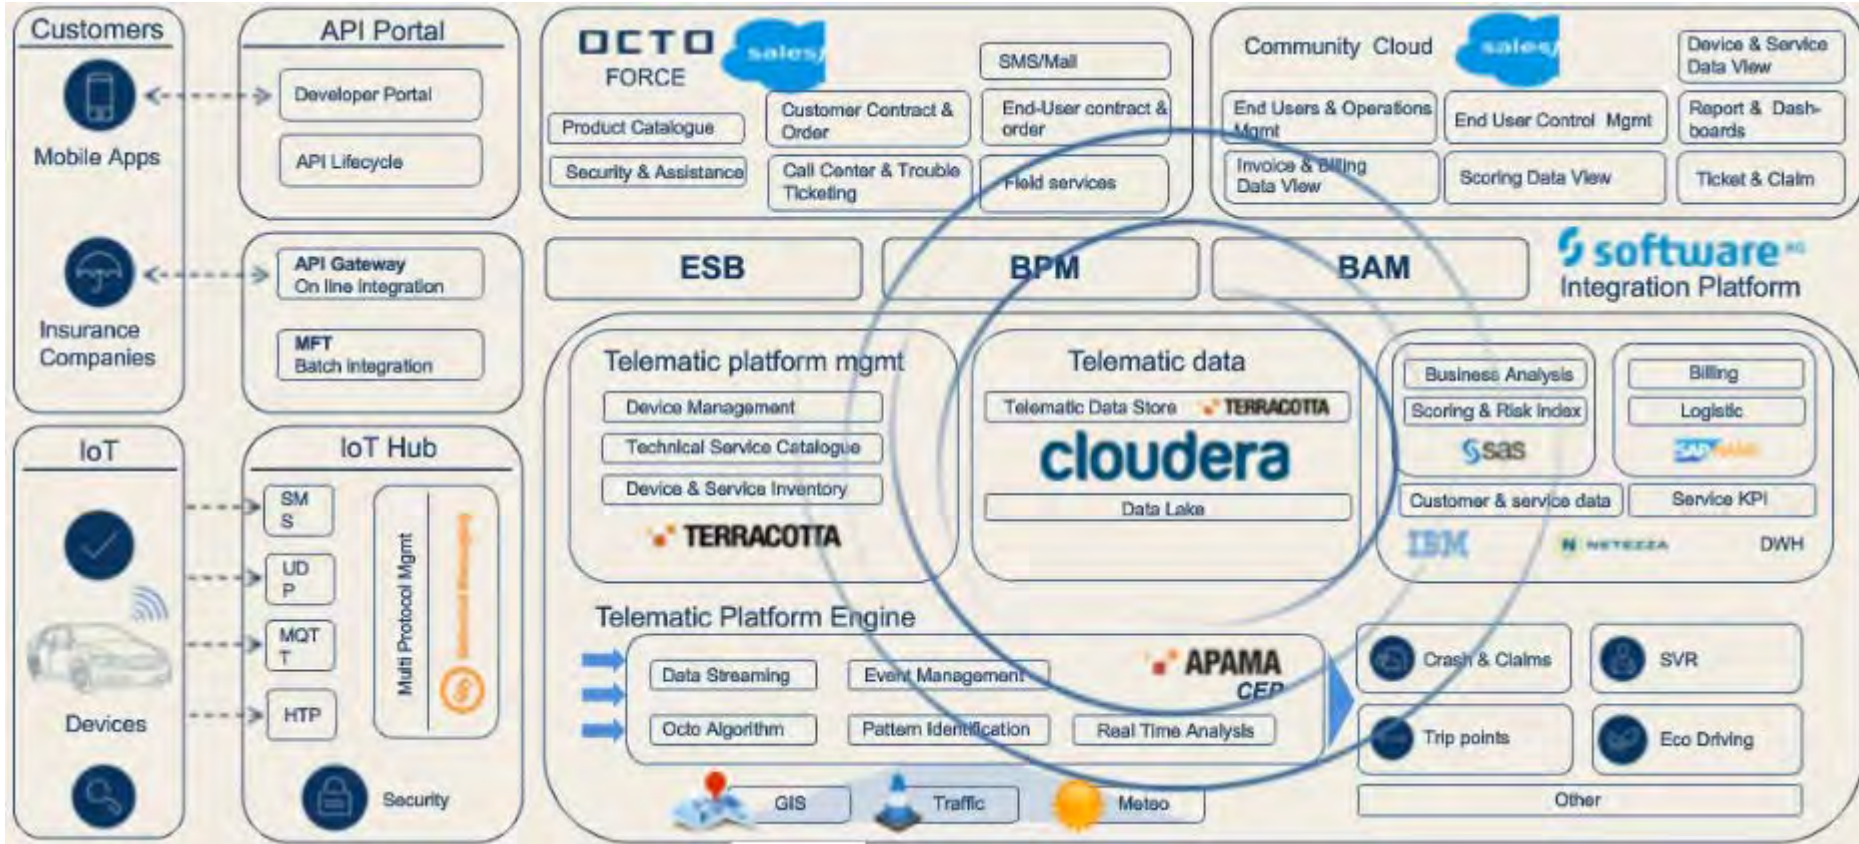 Customers
Mobile Apps
Insurance
Companies
API Portal
Developer Portal
API Lifecycle
API Gateway
On line Integration
MFT
Batch integration
OCTO
FORCE
sales/
SMS/Mail
Product Catalogue
Customer Contract &
Order
End-User contract &
order
Security & Assistance
Call Center & Trouble
Ticketing
Field services
Community Cloud
sales/
Device & Service
Data View
End Users & Operations
Mgmt
End User Control Mgmt
Report & Dash-
boards
Invoice & Billing
Data View
Scoring Data View
Ticket & Claim
ESB
BPM
BAM
software AG
Integration Platform
IoT
Devices
IoT Hub
SM
S
UD
P
MQT
T
HTP
Multi Protocol Mgmt
Security
Telematic platform mgmt
Device Management
Technical Service Catalogue
Device & Service Inventory
TERRACOTTA
Telematic data
Telematic Data Store
TERRACOTTA
cloudera
Data Lake
Business Analysis
Scoring & Risk Index
sas
Billing
Logistic
SAP HANA
Customer & service data
Service KPI
IBM
N NETEZZA
DWH
Telematic Platform Engine
Data Streaming
Event Management
APAMA
CEP
Octo Algorithm
Pattern Identification
Real Time Analysis
GIS
Traffic
Meteo
Crash & Claims
SVR
Trip points
Eco Driving
Other